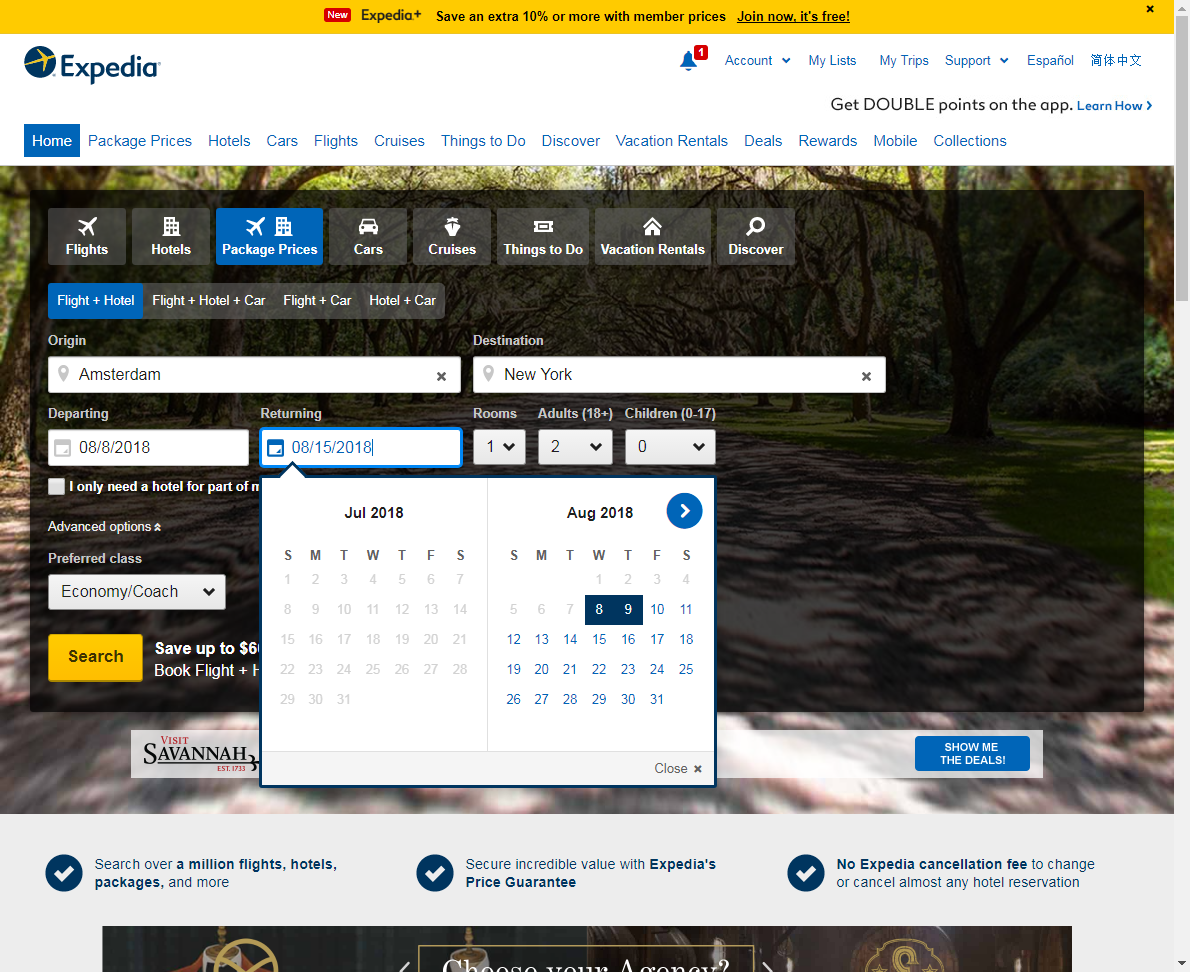 New Expedia+ Save an extra 10% or more with member prices Join now, it's free!
Expedia
1 Account My Lists My Trips Support Español 简体中文
Get DOUBLE points on the app. Learn How
Home Package Prices Hotels Cars Flights Cruises Things to Do Discover Vacation Rentals Deals Rewards Mobile Collections
Flights Hotels Package Prices Cars Cruises Things to Do Vacation Rentals Discover
Flight + Hotel Flight + Hotel + Car Flight + Car Hotel + Car
Origin Destination
Amsterdam New York
Departing Returning Rooms Adults (18+) Children (0-17)
08/8/2018 08/15/2018 1 2 0
I only need a hotel for part of m
Advanced options
Preferred class
Economy/Coach
Search
Save up to $6
Book Flight + H
Jul 2018
S M T W T F S
1 2 3 4 5 6 7
8 9 10 11 12 13 14
15 16 17 18 19 20 21
22 23 24 25 26 27 28
29 30 31
Aug 2018
S M T W T F S
1 2 3 4
5 6 7 8 9 10 11
12 13 14 15 16 17 18
19 20 21 22 23 24 25
26 27 28 29 30 31
Close
VISIT
SAVANNAH
EST. 1733
SHOW ME
THE DEALS!
Search over a million flights, hotels,
packages, and more
Secure incredible value with Expedia's
Price Guarantee
No Expedia cancellation fee to change
or cancel almost any hotel reservation
Choose your Agency?